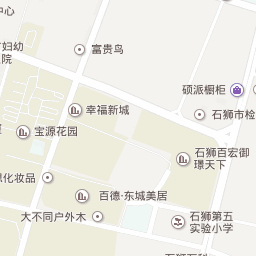 中心
富贵鸟
妇幼
院
硕派橱柜
幸福新城
石狮市检
宝源花园
石狮百宏御
璟天下
化妆品
百德·东城美居
大不同户外木
石狮第五
实验小学